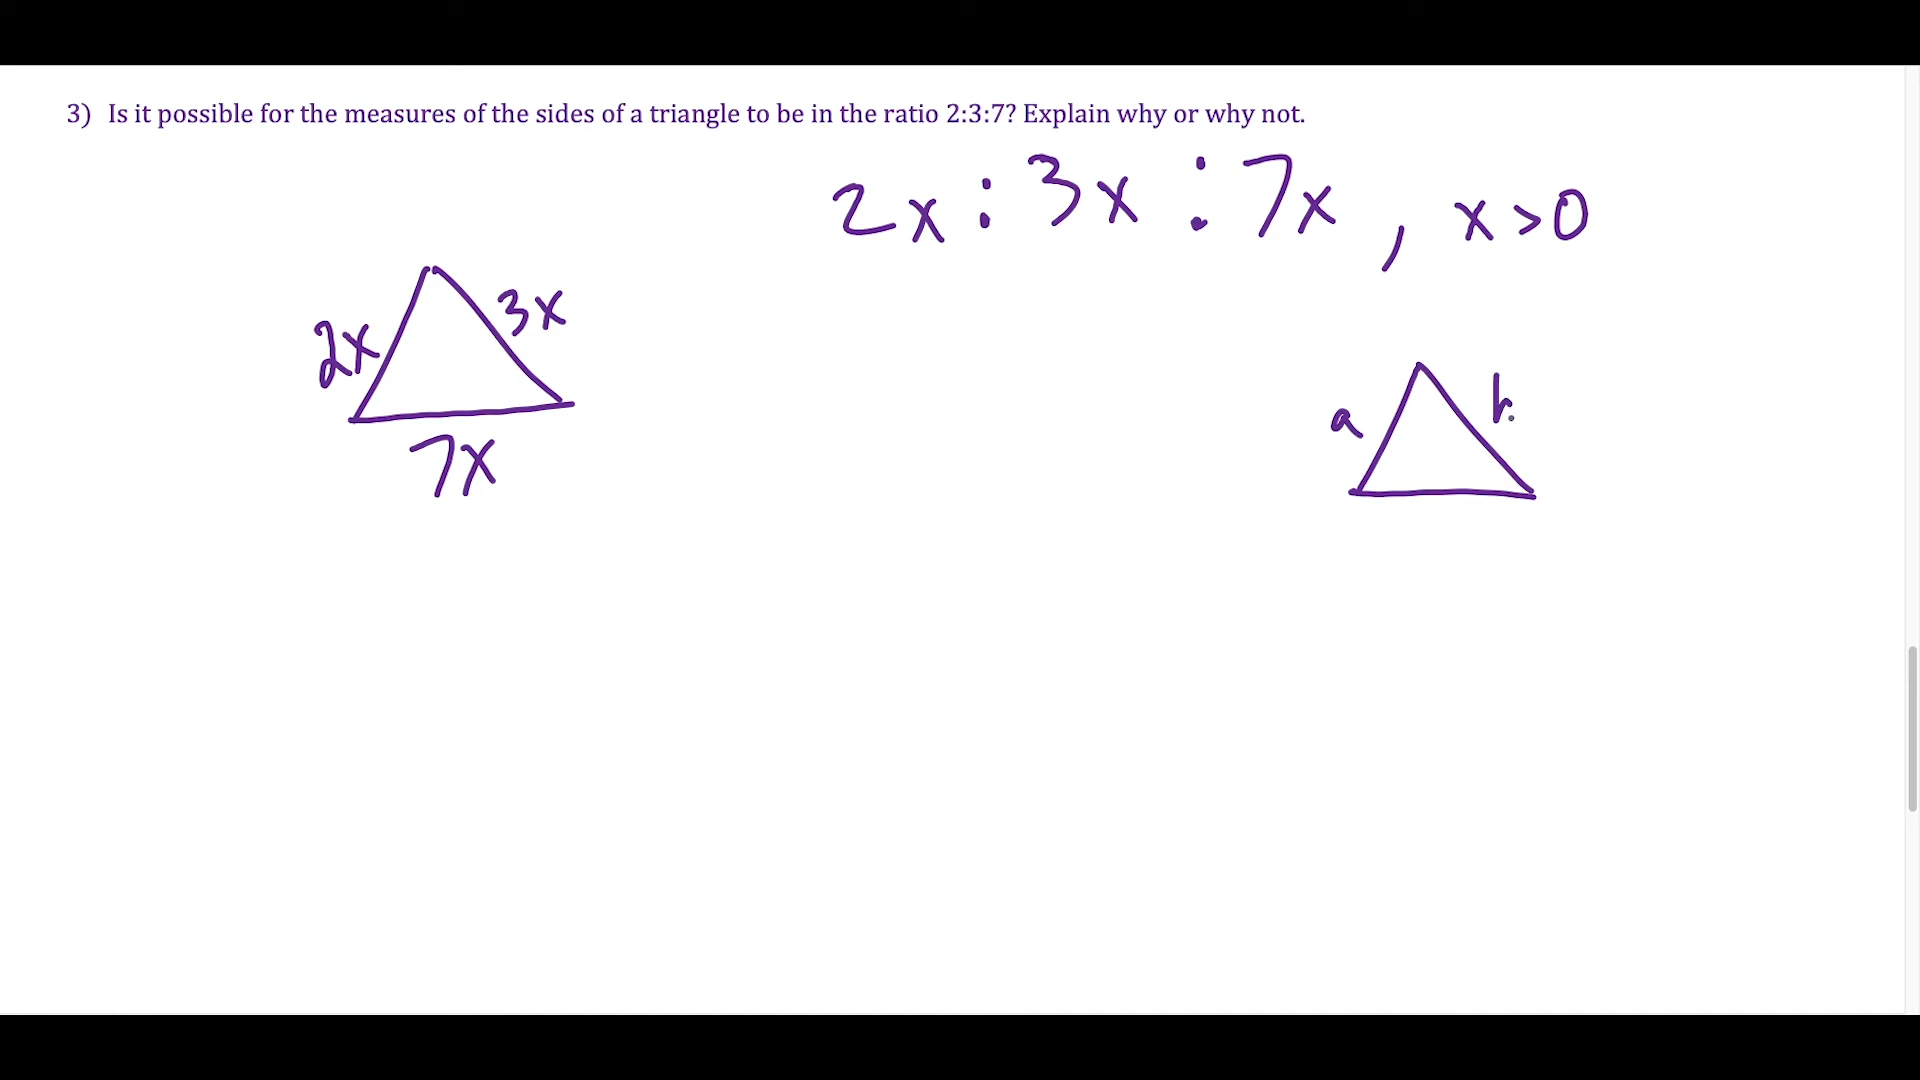 3) Is it possible for the measures of the sides of a triangle to be in the ratio 2:3:7? Explain why or why not.
2x : 3x : 7x , x > 0
2x
3x
7x
a